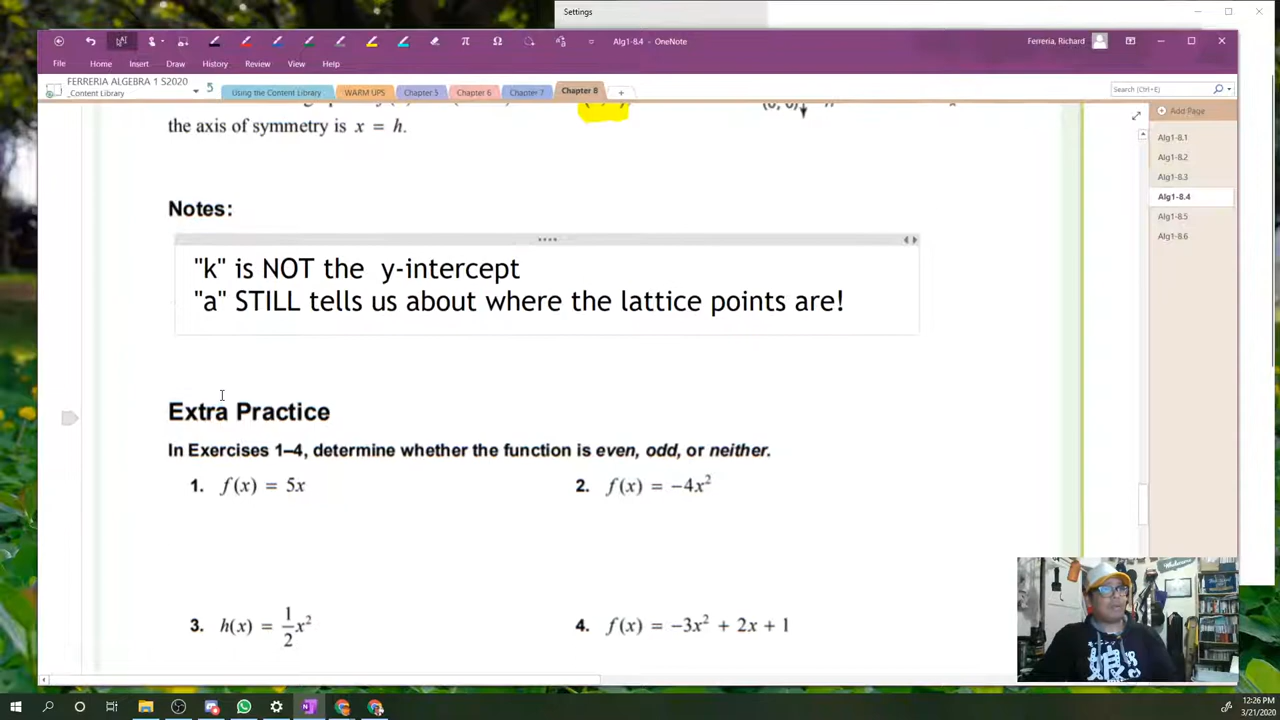 Settings
Alg1-8.4 - OneNote
Ferreria, Richard
File Home Insert Draw History Review View Help
FERRERIA ALGEBRA 1 S2020
_Content Library
5
Using the Content Library WARM UPS Chapter 5 Chapter 6 Chapter 7 Chapter 8
Search (Ctrl+E)
Add Page
Alg1-8.1
Alg1-8.2
Alg1-8.3
Alg1-8.4
Alg1-8.5
Alg1-8.6
the axis of symmetry is x = h.
Notes:
"k" is NOT the y-intercept
"a" STILL tells us about where the lattice points are!
Extra Practice
In Exercises 1–4, determine whether the function is even, odd, or neither.
1. f(x) = 5x
2. f(x) = −4x²
3. h(x) = 1/2 x²
4. f(x) = −3x² + 2x + 1
娘
12:26 PM
3/21/2020